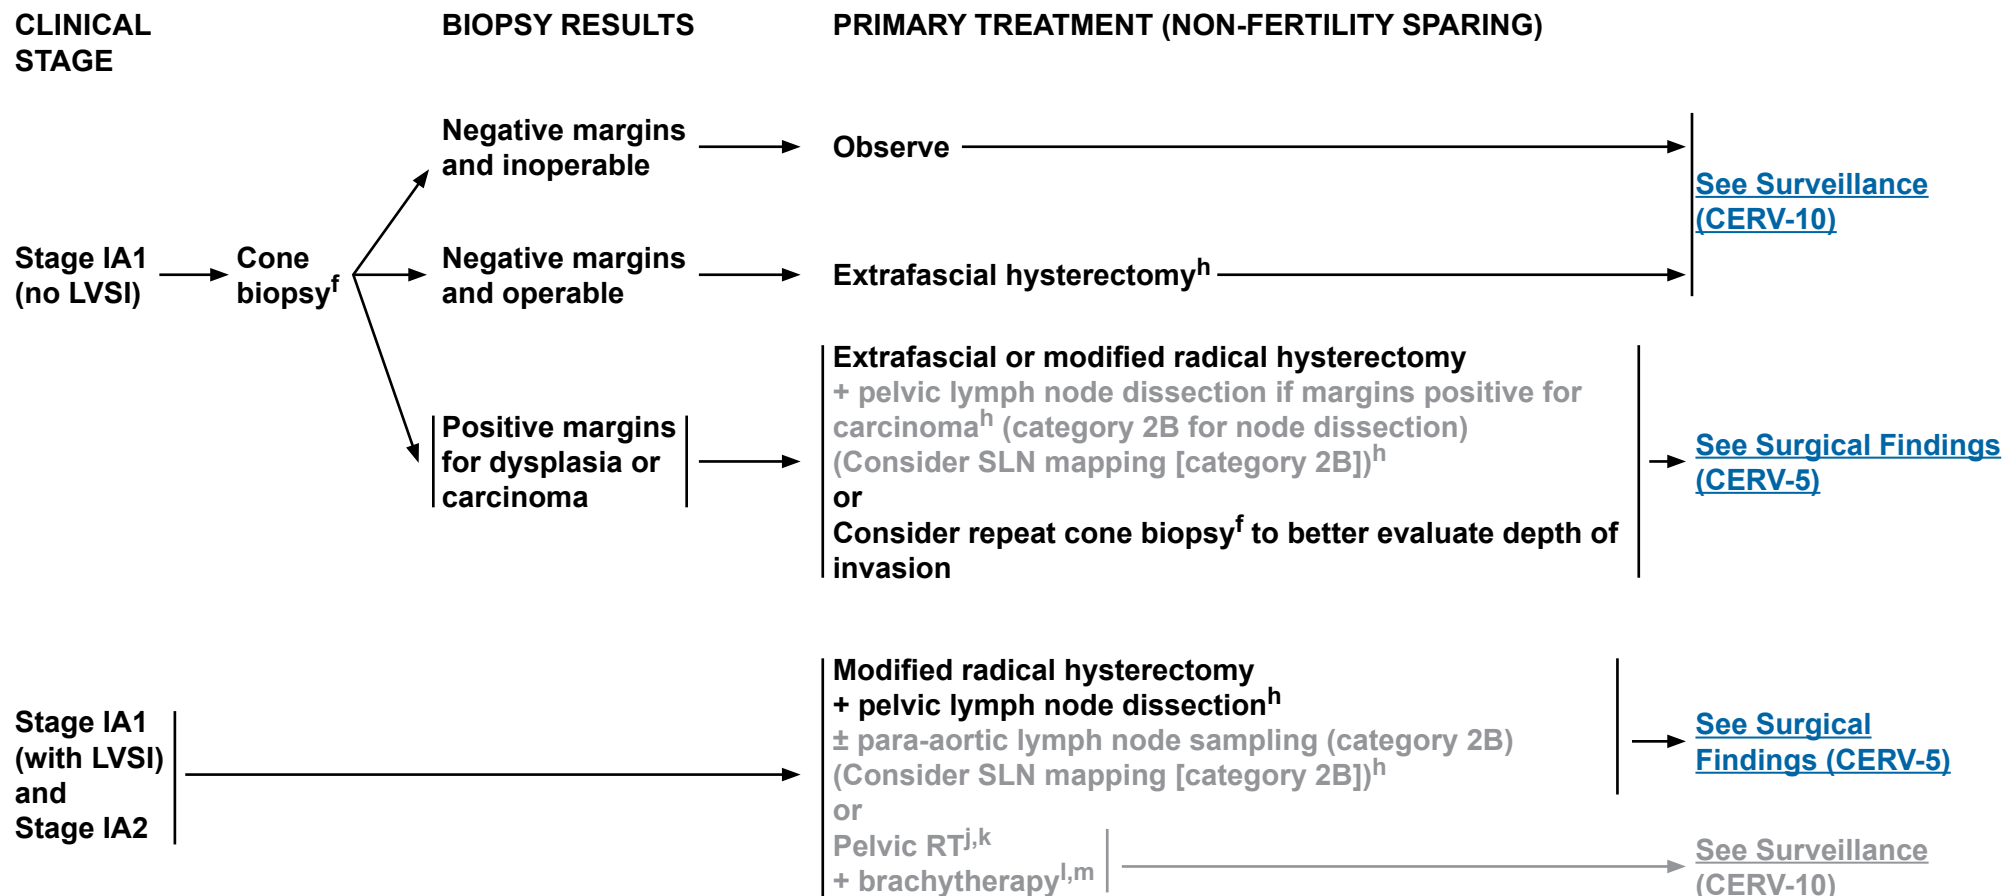 CLINICAL
STAGE
BIOPSY RESULTS
PRIMARY TREATMENT (NON-FERTILITY SPARING)
Stage IA1
(no LVSI)
Cone
biopsyf
Negative margins
and inoperable
Observe
See Surveillance
(CERV-10)
Negative margins
and operable
Extrafascial hysterectomyh
Positive margins
for dysplasia or
carcinoma
Extrafascial or modified radical hysterectomy
+ pelvic lymph node dissection if margins positive for
carcinomah (category 2B for node dissection)
(Consider SLN mapping [category 2B])h
or
Consider repeat cone biopsyf to better evaluate depth of
invasion
See Surgical Findings
(CERV-5)
Stage IA1
(with LVSI)
and
Stage IA2
Modified radical hysterectomy
+ pelvic lymph node dissectionh
± para-aortic lymph node sampling (category 2B)
(Consider SLN mapping [category 2B])h
or
Pelvic RTj,k
+ brachytherapyl,m
See Surgical
Findings (CERV-5)
See Surveillance
(CERV-10)